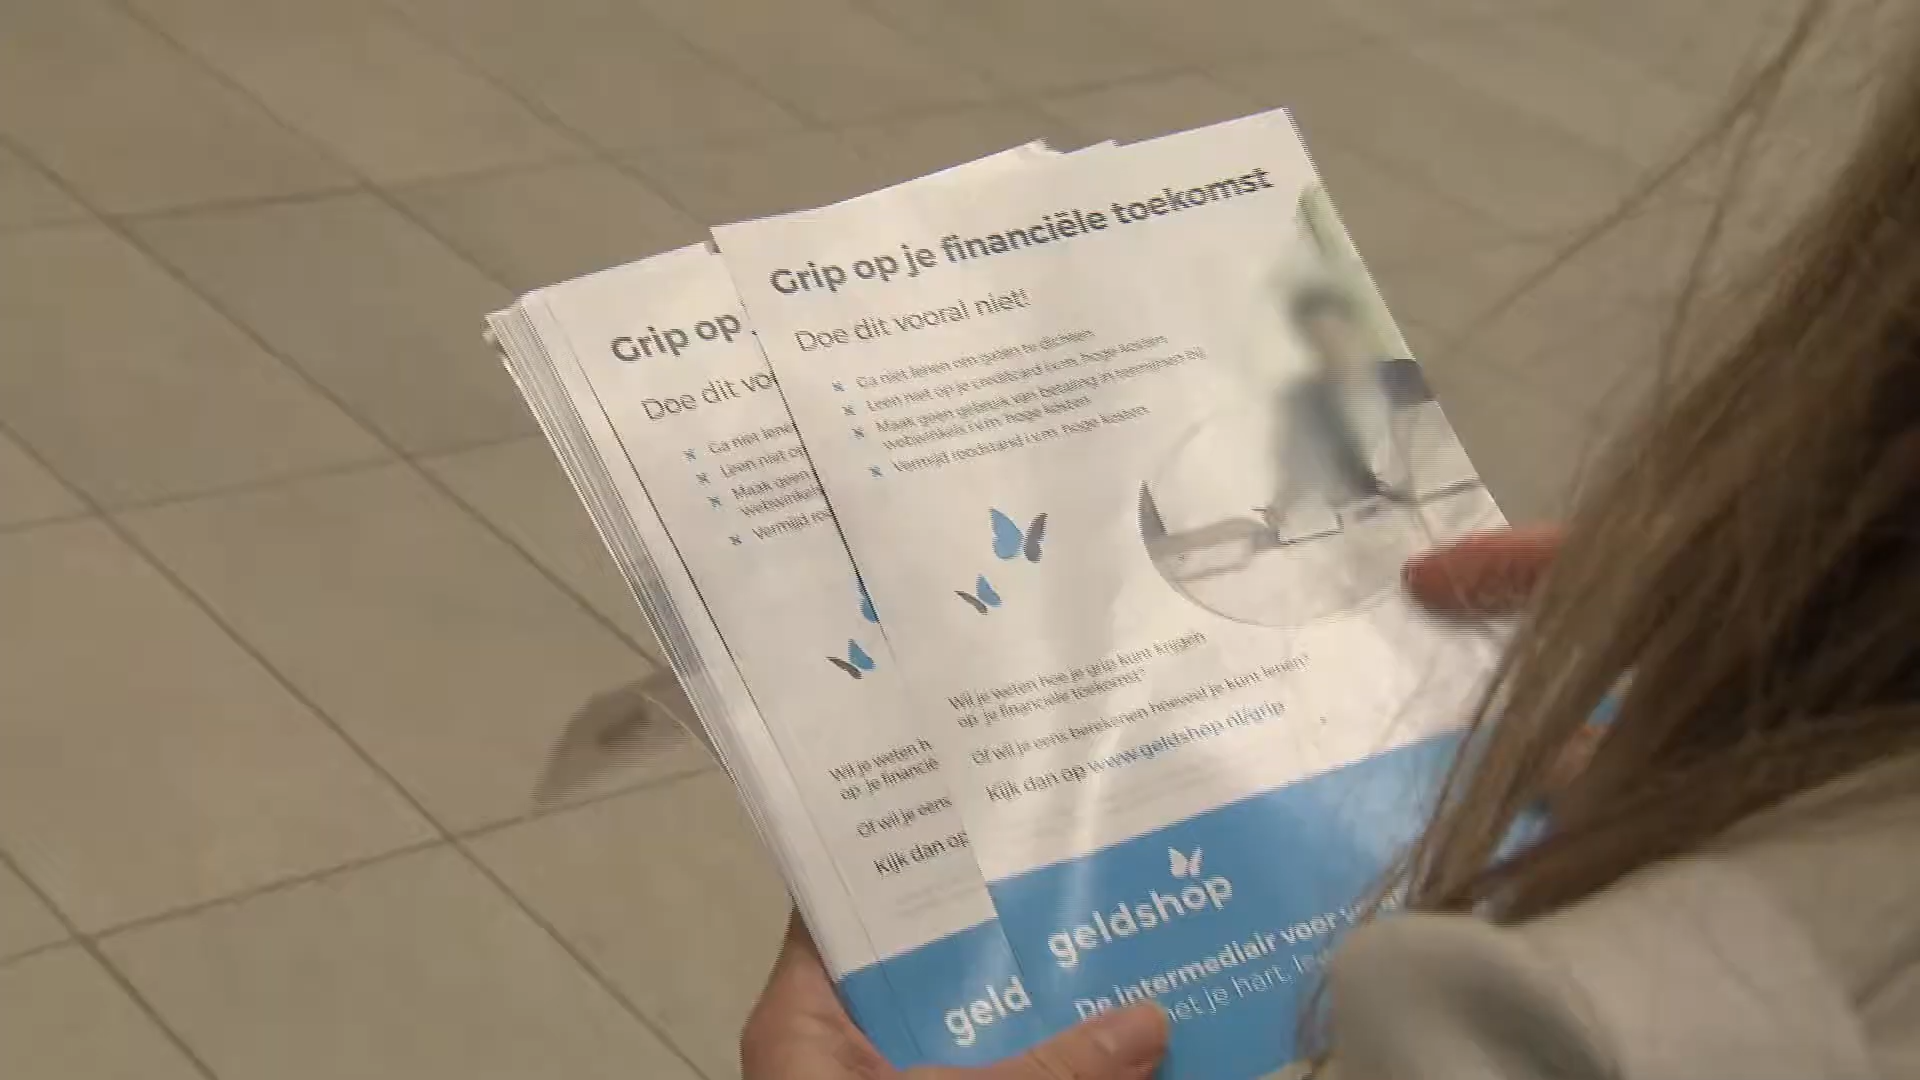 Grip op je financiële toekomst
Doe dit vooral niet!
Ga niet lenen om gaten te dichten
Leen niet op je creditcard i.v.m. hoge kosten
Maak geen gebruik van betaling in termijnen bij
webwinkels i.v.m. hoge kosten
Vermijd roodstand i.v.m. hoge kosten
Wil je weten hoe je grip kunt krijgen
op je financiële toekomst?
Of wil je eens berekenen hoeveel je kunt lenen?
Kijk dan op www.geldshop.nl/grip
geldshop
De intermediair voor
met je hart,
Grip op
Doe dit
Ga niet
Leen niet
Maak geen
webwinkels
Vermijd
Wil je weten
op je
Of wil je eens
Kijk dan op
geld